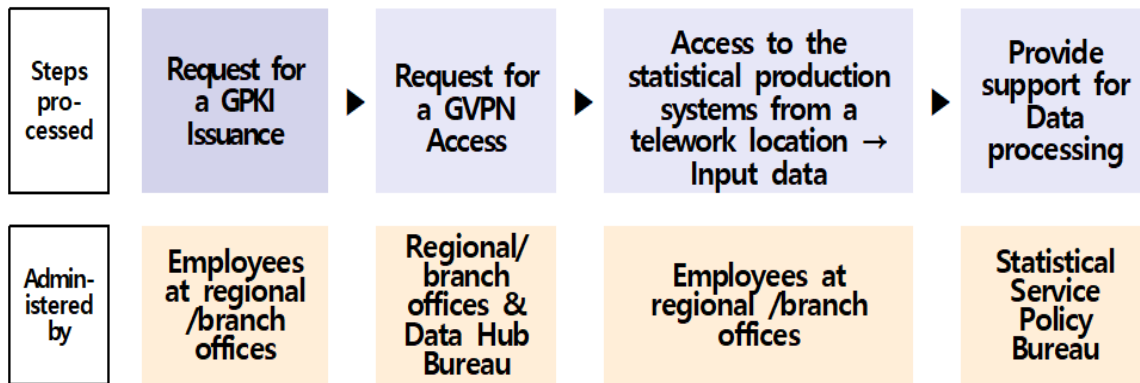 Steps
pro-
cessed
Request for
a GPKI
Issuance
▶
Request for
a GVPN
Access
▶
Access to the
statistical production
systems from a
telework location →
Input data
▶
Provide
support for
Data
processing
Admin-
istered
by
Employees
at regional
/branch
offices
Regional/
branch
offices &
Data Hub
Bureau
Employees at
regional /branch
offices
Statistical
Service
Policy
Bureau